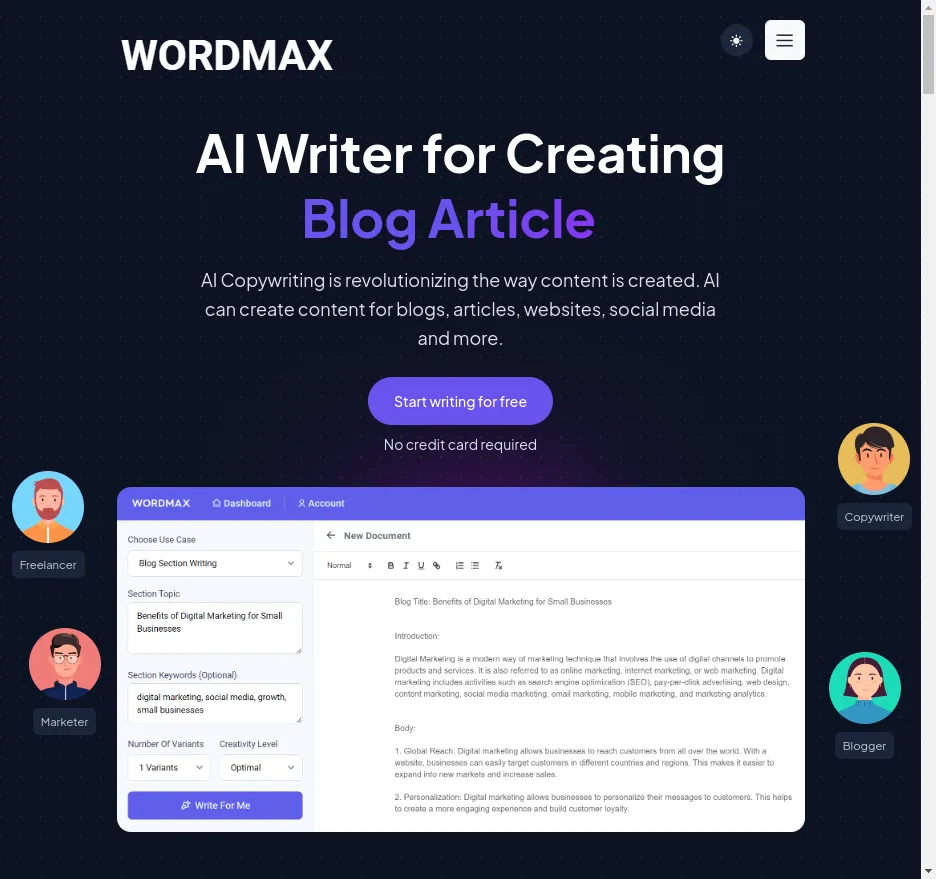 WORDMAX
AI Writer for Creating
Blog Article
AI Copywriting is revolutionizing the way content is created. AI
can create content for blogs, articles, websites, social media
and more.
Start writing for free
No credit card required
Freelancer
Marketer
Copywriter
Blogger
WORDMAX
Dashboard
Account
Choose Use Case
Blog Section Writing
Section Topic
Benefits of Digital Marketing for Small
Businesses
Section Keywords (Optional)
digital marketing, social media, growth,
small businesses
Number Of Variants
Creativity Level
1 Variants
Optimal
Write For Me
New Document
Normal
B I U
Blog Title: Benefits of Digital Marketing for Small Businesses
Introduction:
Digital Marketing is a modern way of marketing technique that involves the use of digital channels to promote
products and services. It is also referred to as online marketing, internet marketing, or web marketing. Digital
marketing includes activities such as search engine optimization (SEO), pay-per-click advertising, web design,
content marketing, social media marketing, email marketing, mobile marketing, and marketing analytics.
Body:
1. Global Reach: Digital marketing allows businesses to reach customers from all over the world. With a
website, businesses can easily target customers in different countries and regions. This makes it easier to
expand into new markets and increase sales.
2. Personalization: Digital marketing allows businesses to personalize their messages to customers. This helps
to create a more engaging experience and build customer loyalty.